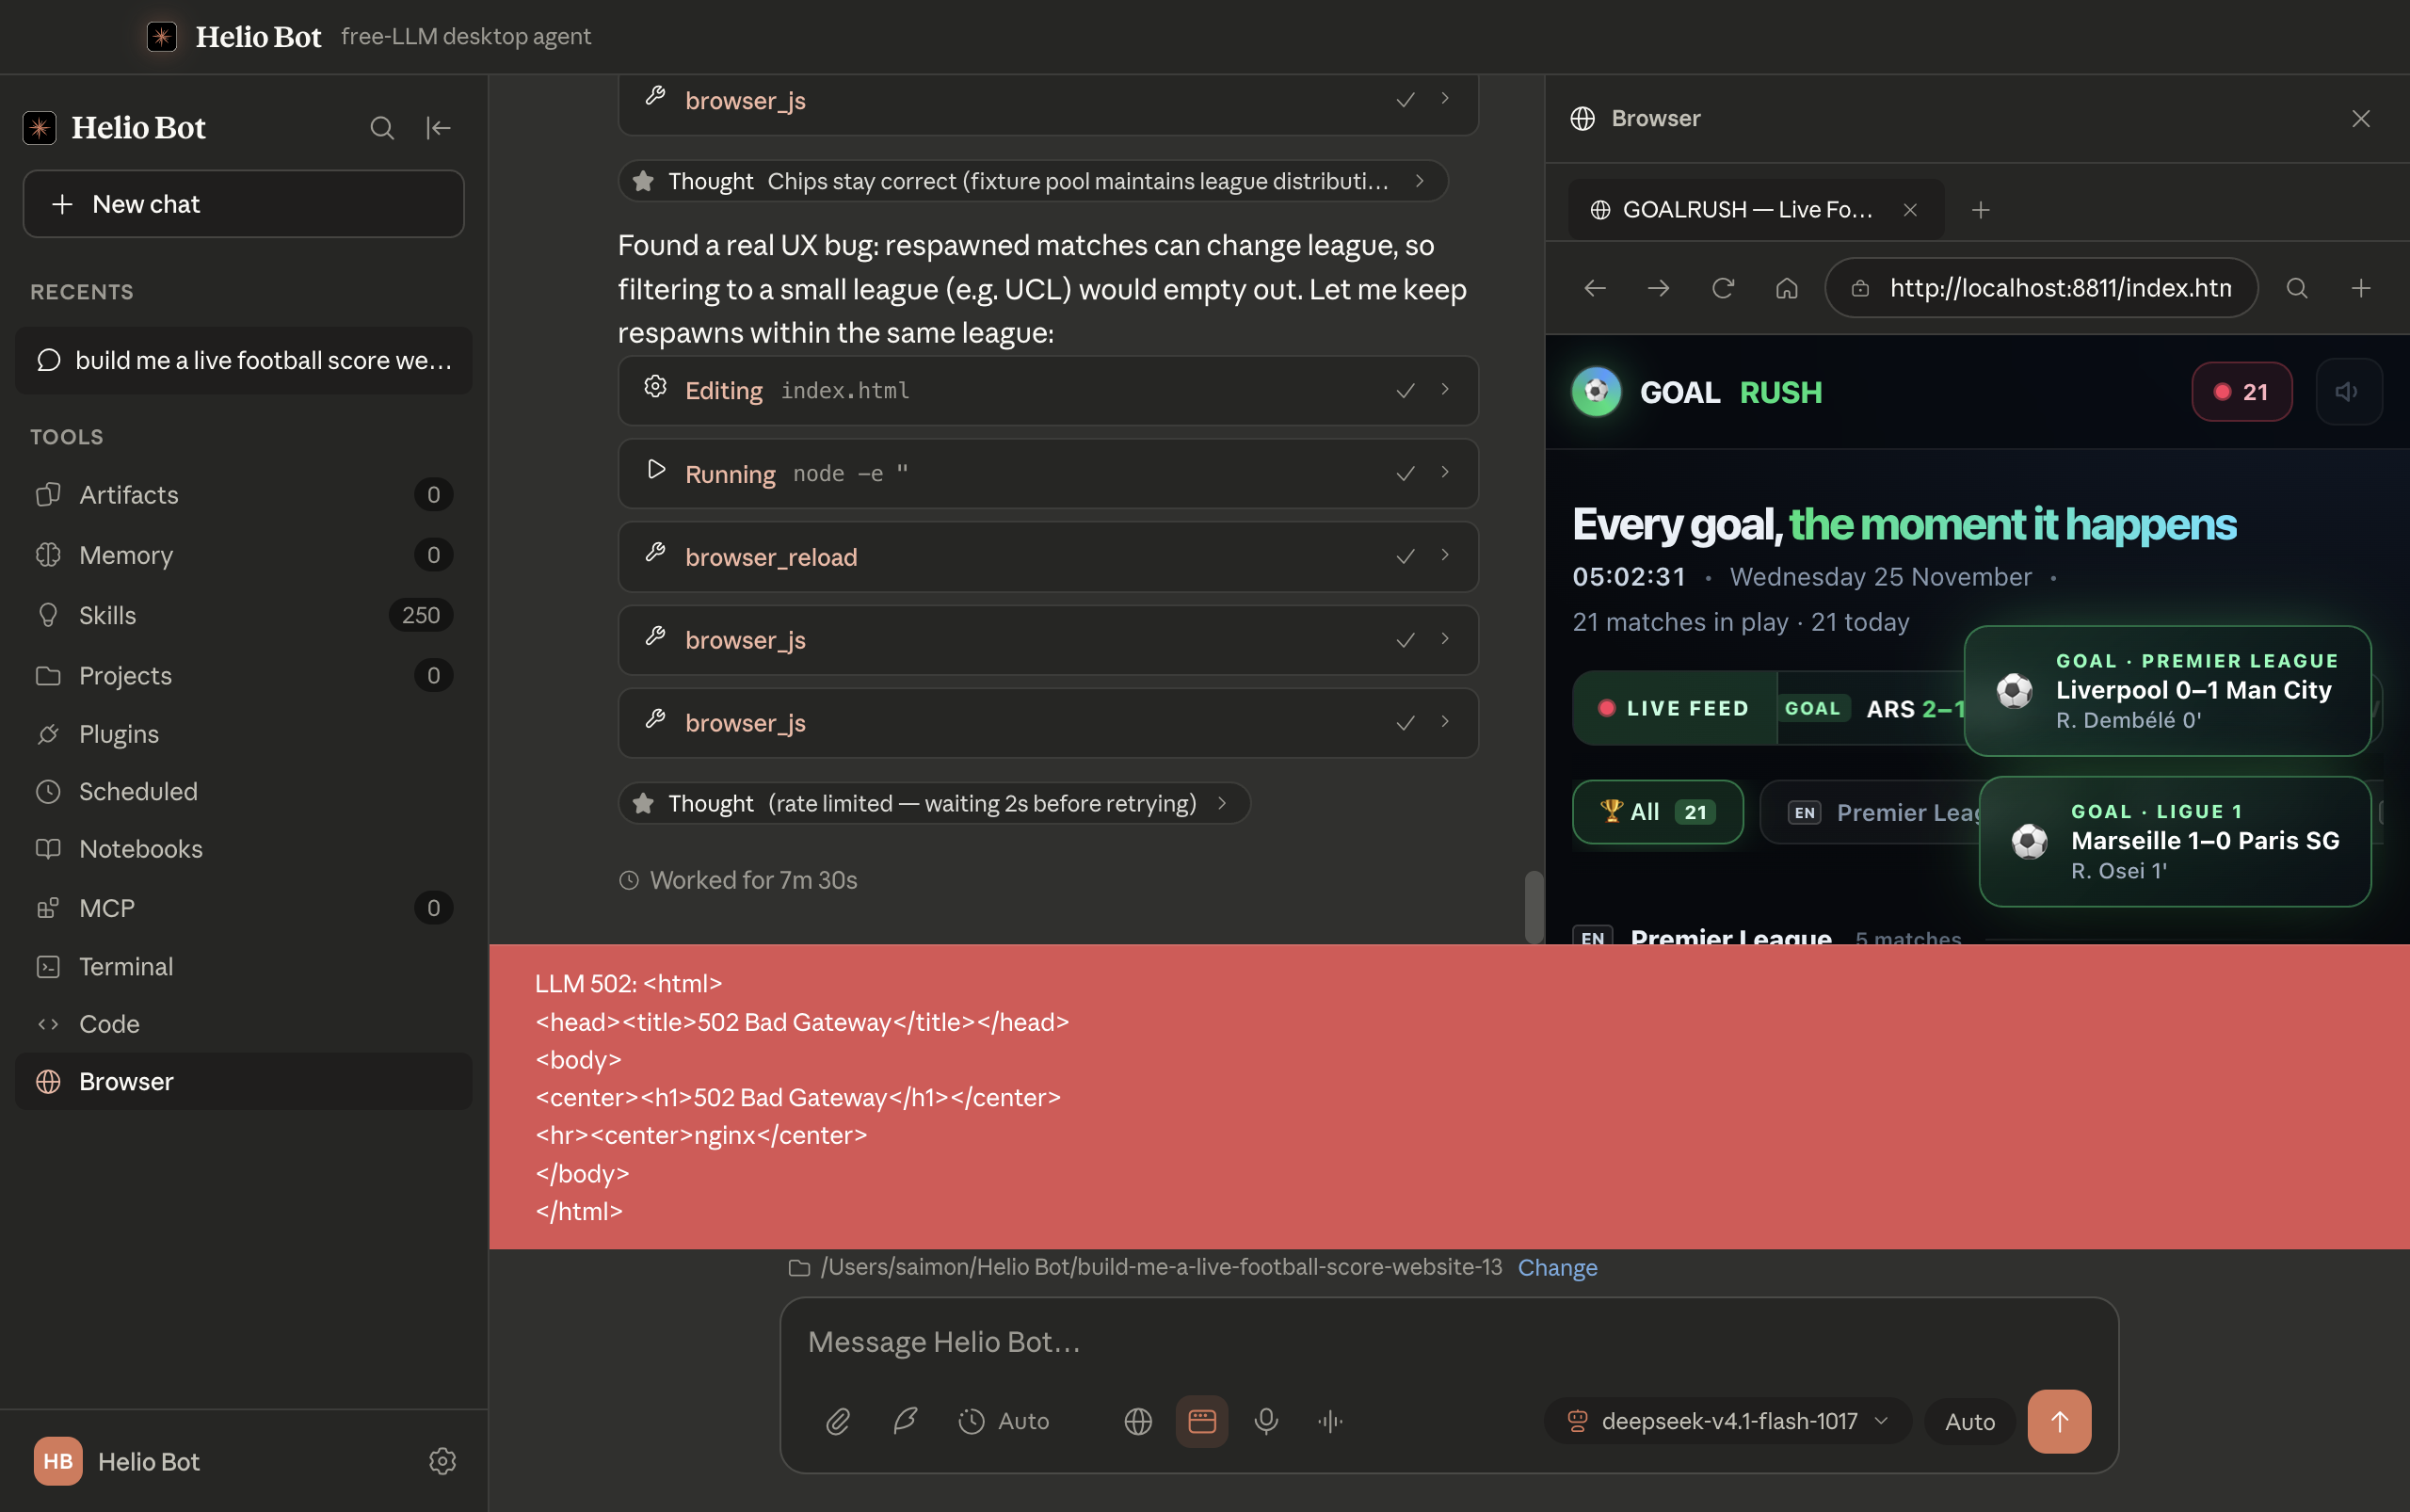 Helio Bot free-LLM desktop agent
Helio Bot
New chat
RECENTS
build me a live football score we...
TOOLS
Artifacts 0
Memory 0
Skills 250
Projects 0
Plugins
Scheduled
Notebooks
MCP 0
Terminal
Code
Browser
HB Helio Bot
browser_js
Thought Chips stay correct (fixture pool maintains league distributi...
Found a real UX bug: respawned matches can change league, so
filtering to a small league (e.g. UCL) would empty out. Let me keep
respawns within the same league:
Editing index.html
Running node -e "
browser_reload
browser_js
browser_js
Thought (rate limited — waiting 2s before retrying)
Worked for 7m 30s
Browser
GOALRUSH — Live Fo...
http://localhost:8811/index.htm
GOAL RUSH
21
Every goal, the moment it happens
05:02:31 • Wednesday 25 November •
21 matches in play · 21 today
LIVE FEED GOAL ARS 2–1
GOAL · PREMIER LEAGUE
Liverpool 0–1 Man City
R. Dembélé 0'
All 21 EN Premier Leag
GOAL · LIGUE 1
Marseille 1–0 Paris SG
R. Osei 1'
EN Premier League 5 matches
LLM 502: <html>
<head><title>502 Bad Gateway</title></head>
<body>
<center><h1>502 Bad Gateway</h1></center>
<hr><center>nginx</center>
</body>
</html>
/Users/saimon/Helio Bot/build-me-a-live-football-score-website-13 Change
Message Helio Bot...
Auto
deepseek-v4.1-flash-1017
Auto